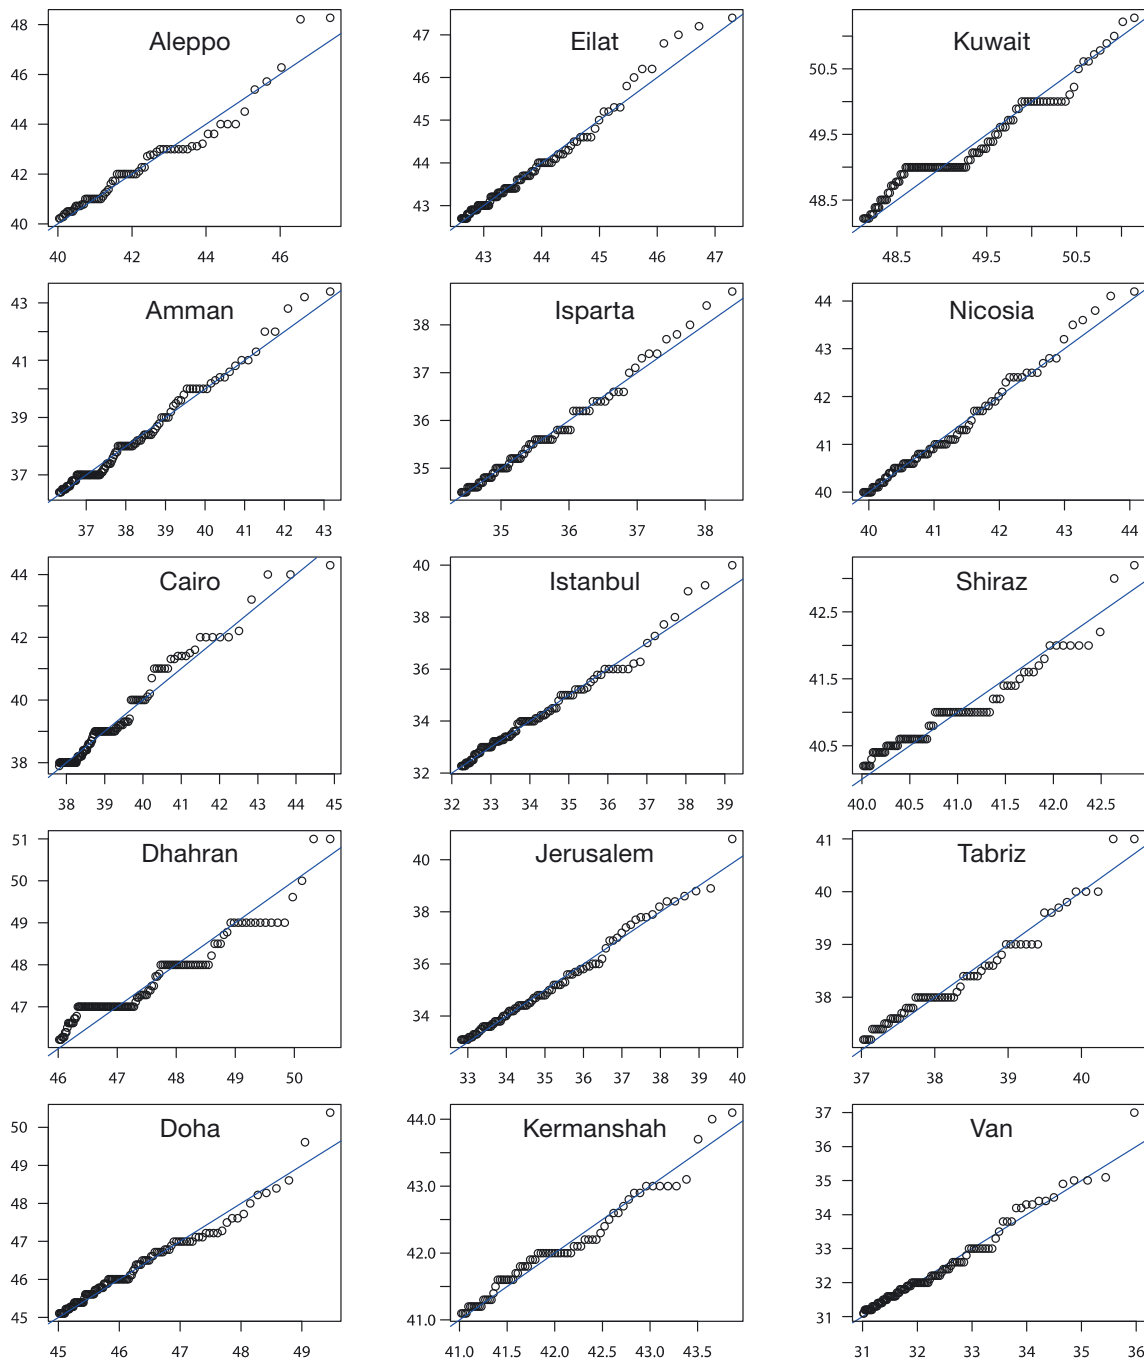 Aleppo
48
46
44
42
40
40 42 44 46
Eilat
47
46
45
44
43
43 44 45 46 47
Kuwait
50.5
49.5
48.5
48.5 49.5 50.5
Amman
43
41
39
37
37 38 39 40 41 42 43
Isparta
38
37
36
35
35 36 37 38
Nicosia
44
43
42
41
40
40 41 42 43 44
Cairo
44
42
40
38
38 39 40 41 42 43 44 45
Istanbul
40
38
36
34
32
32 33 34 35 36 37 38 39
Shiraz
42.5
41.5
40.5
40.0 40.5 41.0 41.5 42.0 42.5
Dhahran
51
50
49
48
47
46 47 48 49 50
Jerusalem
40
38
36
34
33 34 35 36 37 38 39 40
Tabriz
41
40
39
38
37 38 39 40
Doha
50
49
48
47
46
45
45 46 47 48 49
Kermanshah
44.0
43.0
42.0
41.0
41.0 41.5 42.0 42.5 43.0 43.5
Van
37
36
35
34
33
32
31
31 32 33 34 35 36